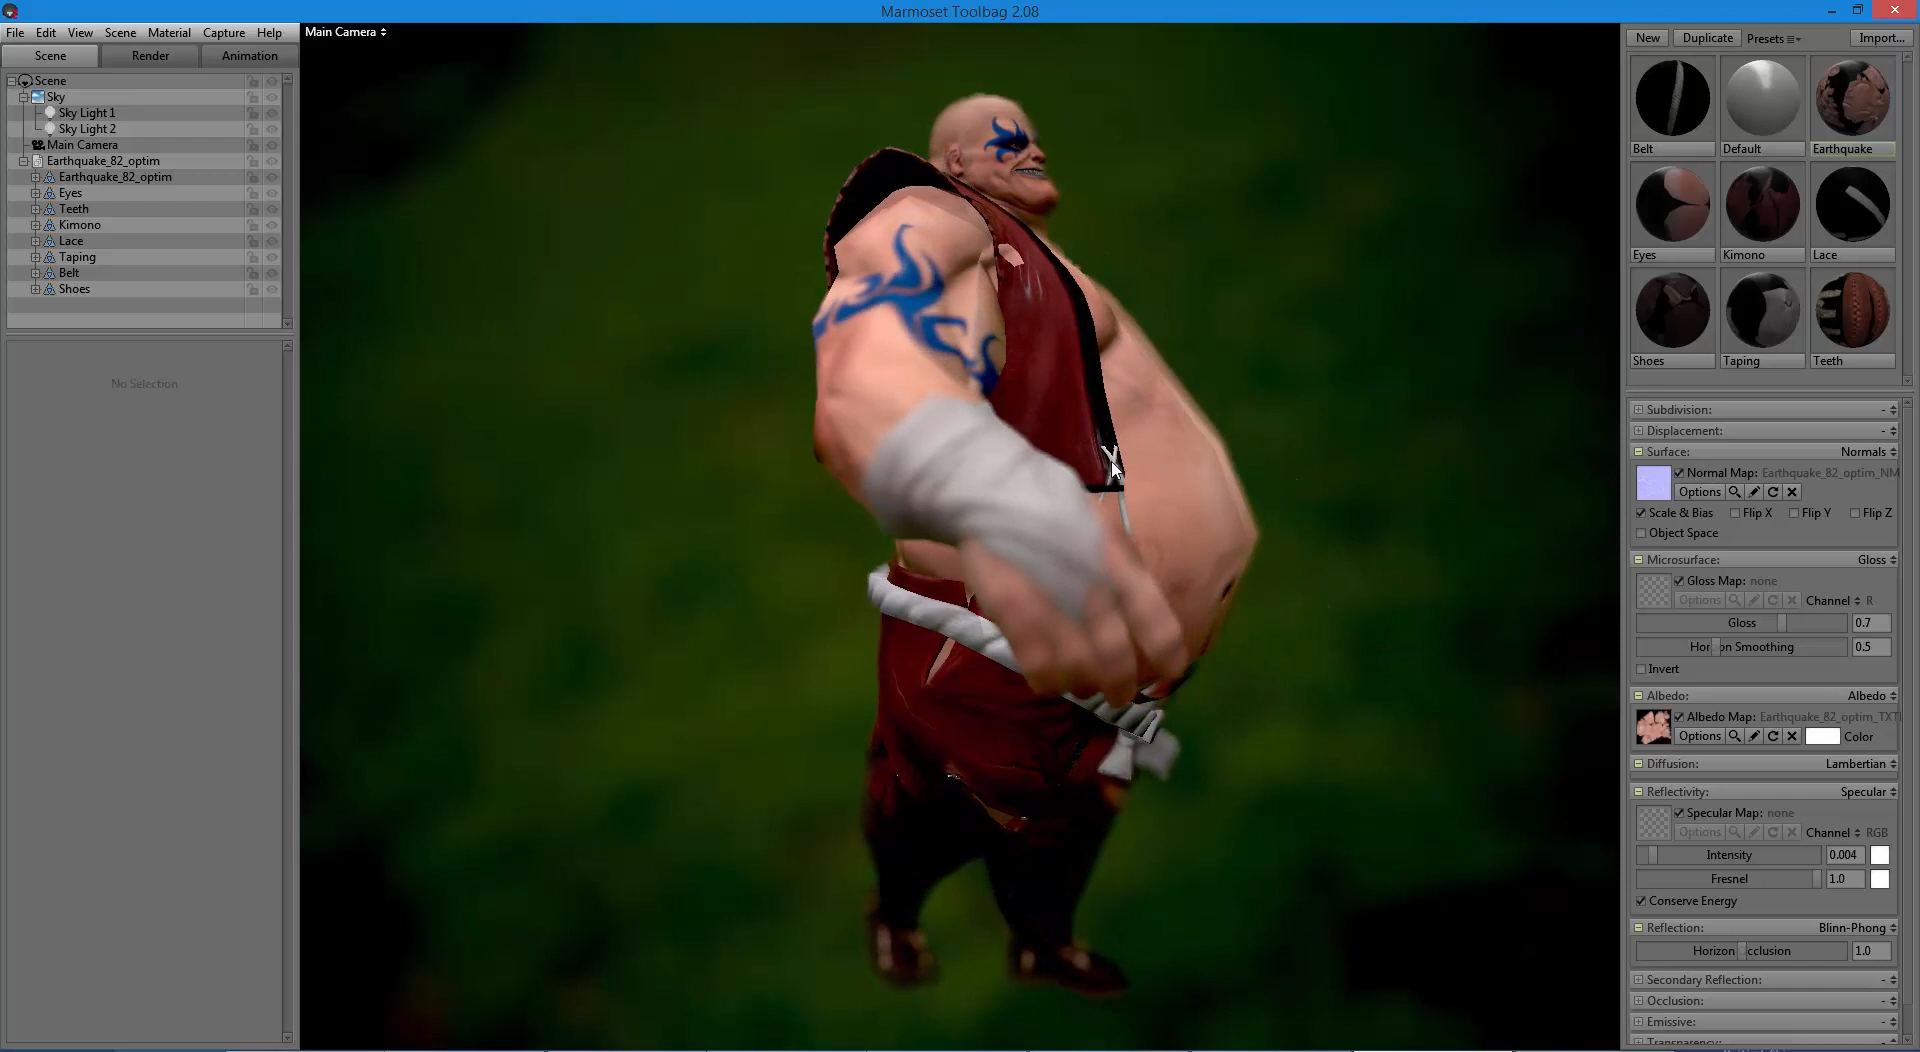 Marmoset Toolbag 2.08
File Edit View Scene Material Capture Help
Scene Render Animation
Scene
Sky
Sky Light 1
Sky Light 2
Main Camera
Earthquake_82_optim
Earthquake_82_optim
Eyes
Teeth
Kimono
Lace
Taping
Belt
Shoes
No Selection
Main Camera
New Duplicate Presets Import...
Belt Default Earthquake
Eyes Kimono Lace
Shoes Taping Teeth
Subdivision: -
Displacement: -
Surface: Normals
Normal Map: Earthquake_82_optim_NM
Options
Scale & Bias Flip X Flip Y Flip Z
Object Space
Microsurface: Gloss
Gloss Map: none
Options Channel R
Gloss 0.7
Horizon Smoothing 0.5
Invert
Albedo: Albedo
Albedo Map: Earthquake_82_optim_TXT
Options Color
Diffusion: Lambertian
Reflectivity: Specular
Specular Map: none
Options Channel RGB
Intensity 0.004
Fresnel 1.0
Conserve Energy
Reflection: Blinn-Phong
Horizon Occlusion 1.0
Secondary Reflection: -
Occlusion: -
Emissive: -
Transparency: